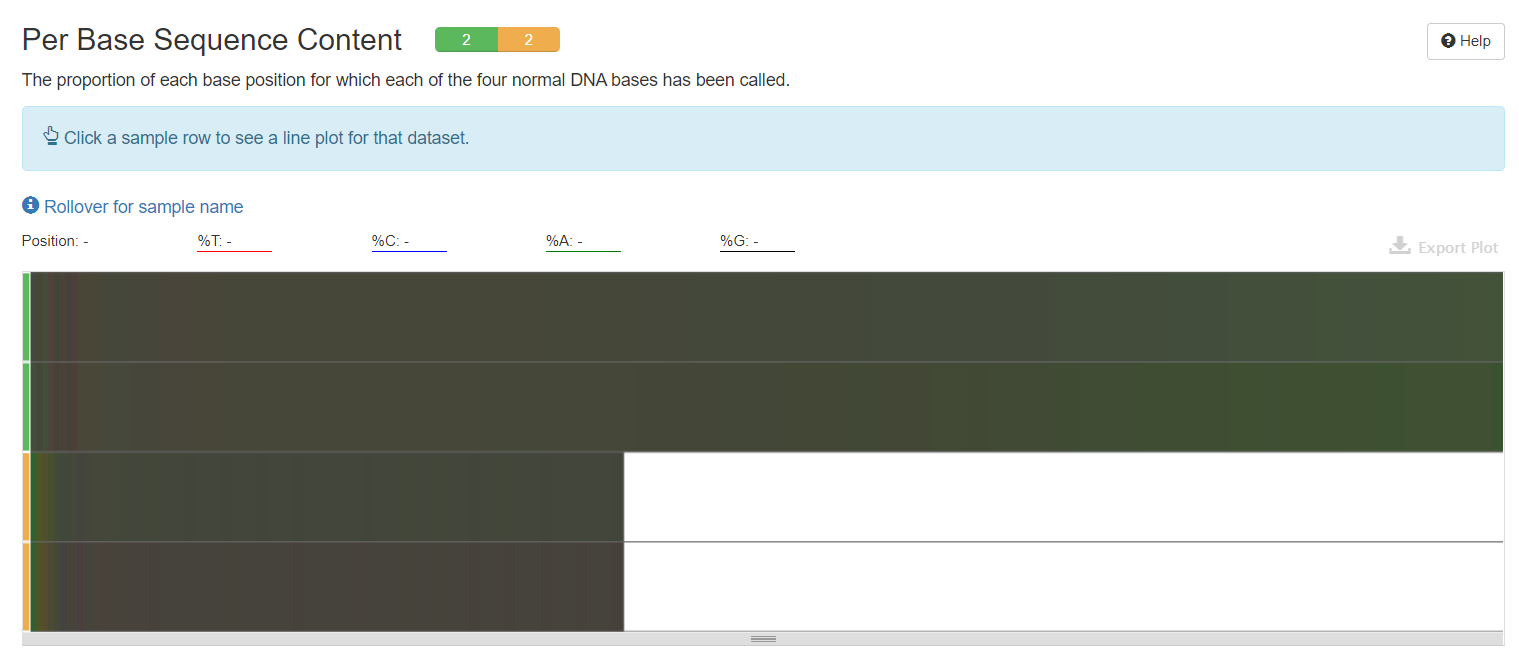 Per Base Sequence Content 2 2
Help
The proportion of each base position for which each of the four normal DNA bases has been called.
Click a sample row to see a line plot for that dataset.
Rollover for sample name
Position: - %T: - %C: - %A: - %G: -
Export Plot